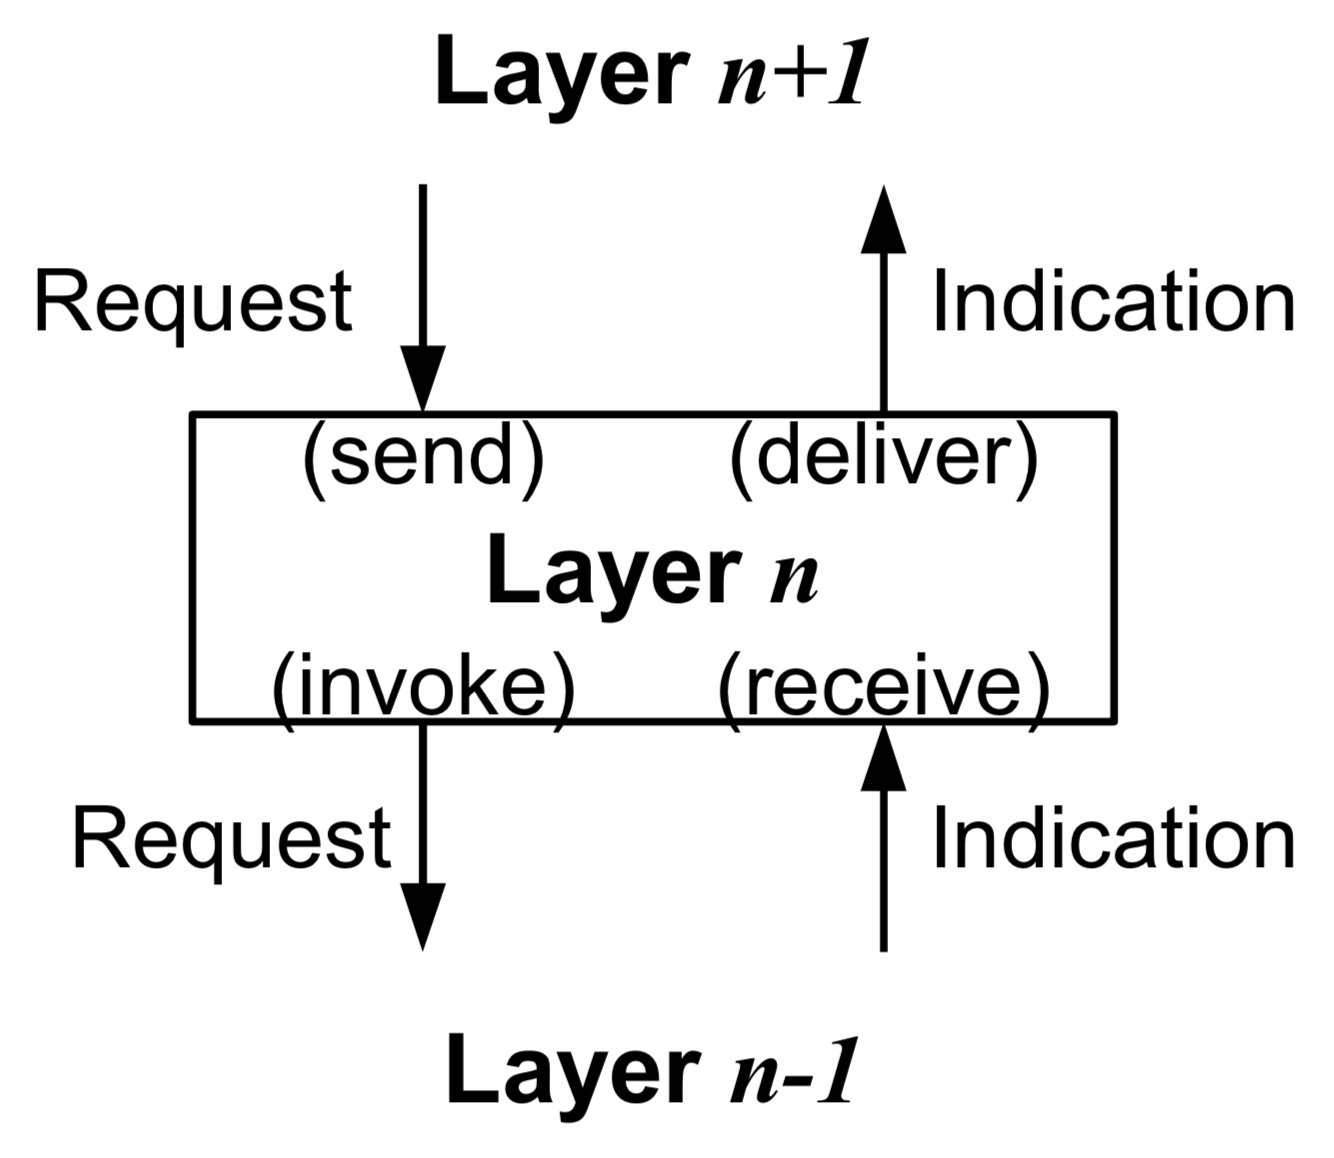 Layer n+1
Request
Indication
(send)
(deliver)
Layer n
(invoke)
(receive)
Request
Indication
Layer n-1